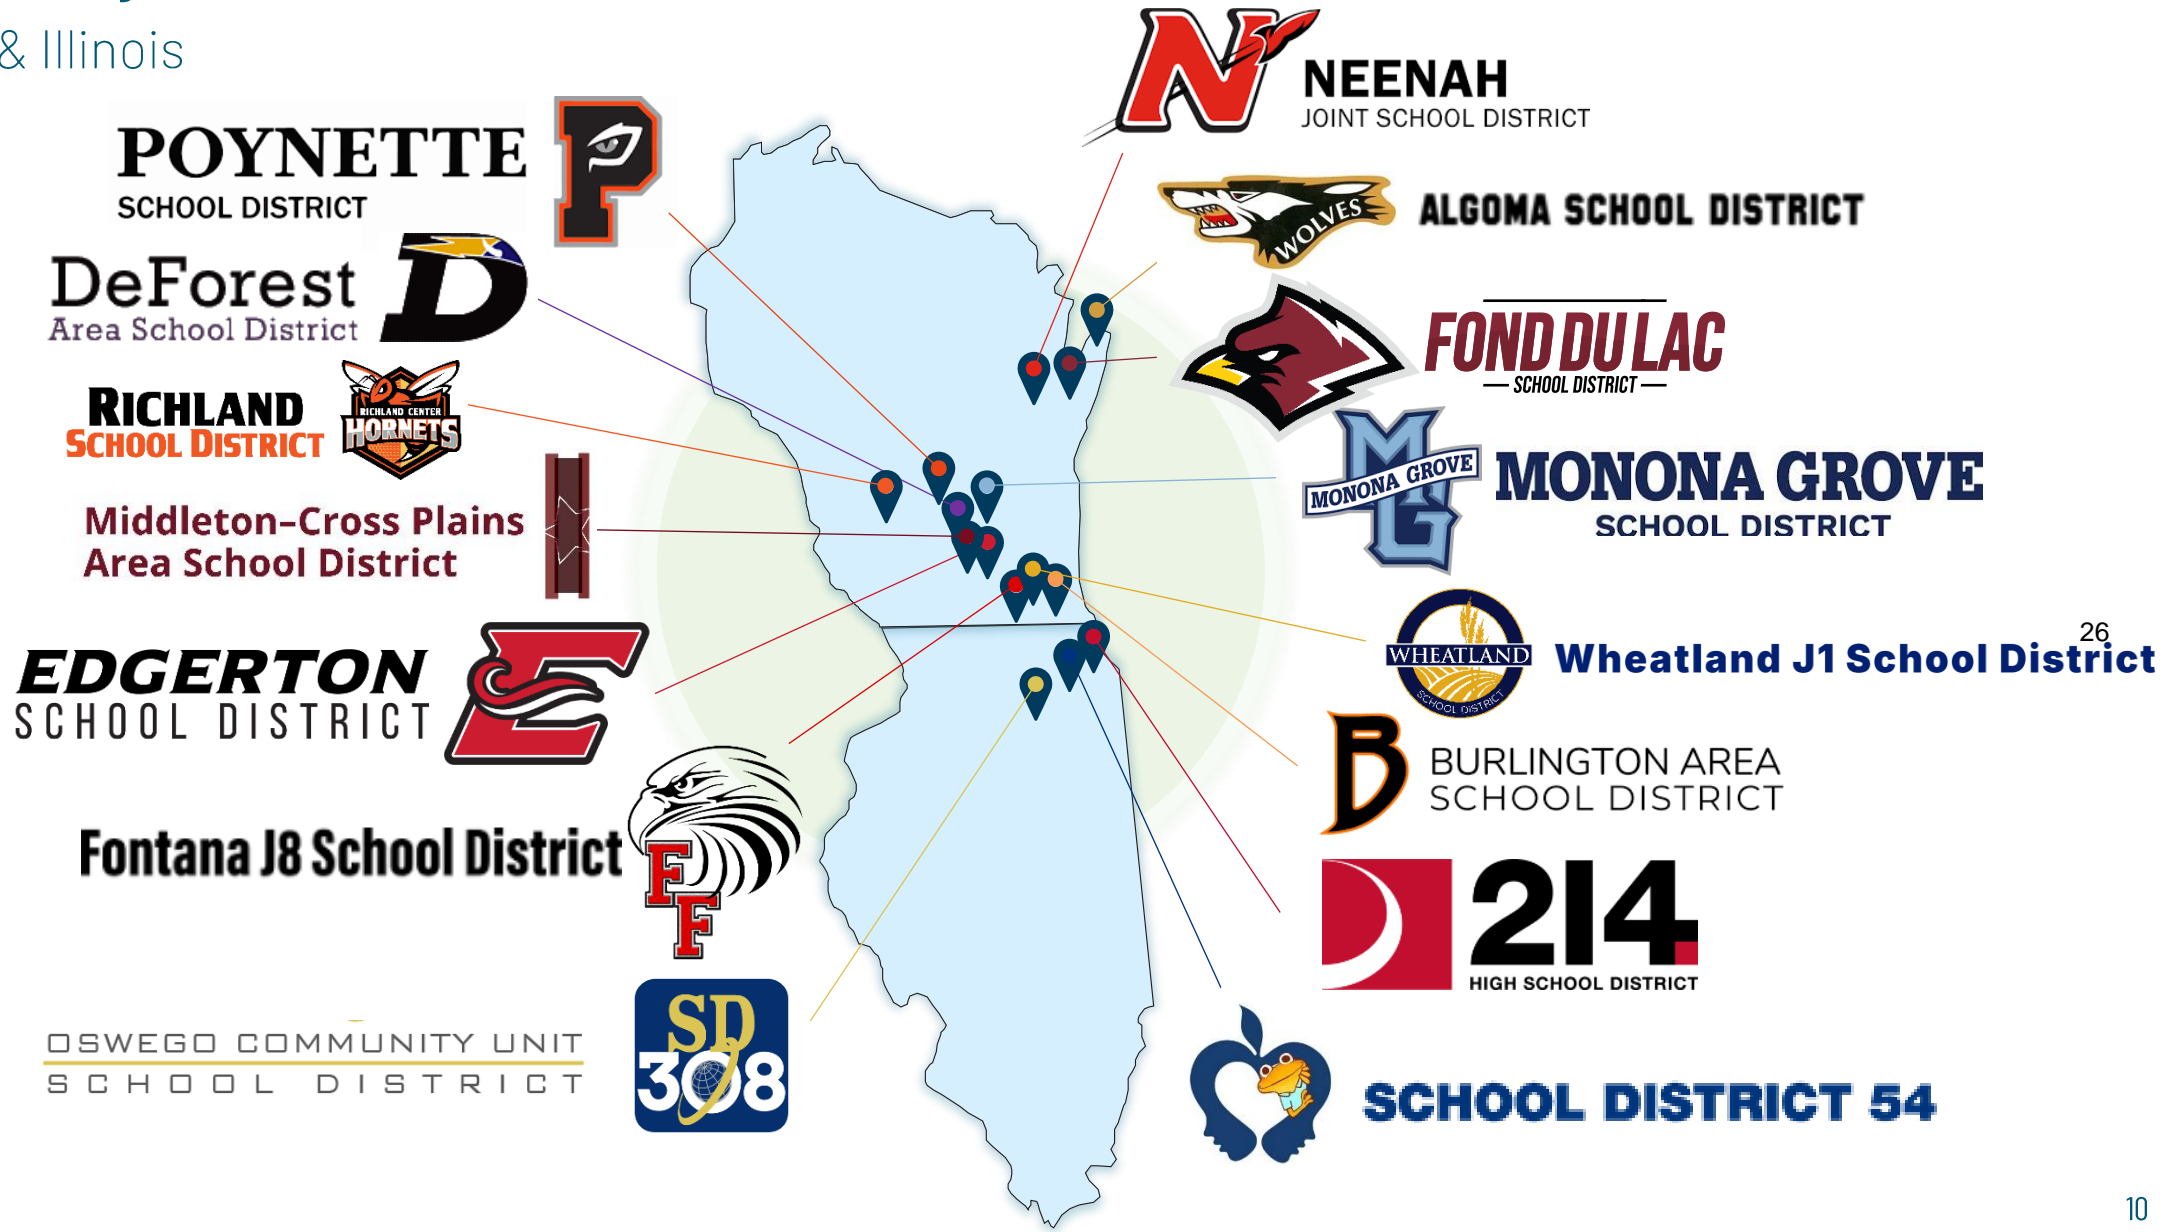 & Illinois
POYNETTE
SCHOOL DISTRICT
P
DeForest
Area School District
D
RICHLAND
SCHOOL DISTRICT
RICHLAND CENTER
HORNETS
Middleton-Cross Plains
Area School District
EDGERTON
SCHOOL DISTRICT
E
Fontana J8 School District
F
F
OSWEGO COMMUNITY UNIT
SCHOOL DISTRICT
SD
308
N
NEENAH
JOINT SCHOOL DISTRICT
WOLVES
ALGOMA SCHOOL DISTRICT
FOND DU LAC
SCHOOL DISTRICT
MG
MONONA GROVE
MONONA GROVE
SCHOOL DISTRICT
WHEATLAND
SCHOOL DISTRICT
26
Wheatland J1 School District
B
BURLINGTON AREA
SCHOOL DISTRICT
214
HIGH SCHOOL DISTRICT
SCHOOL DISTRICT 54
10